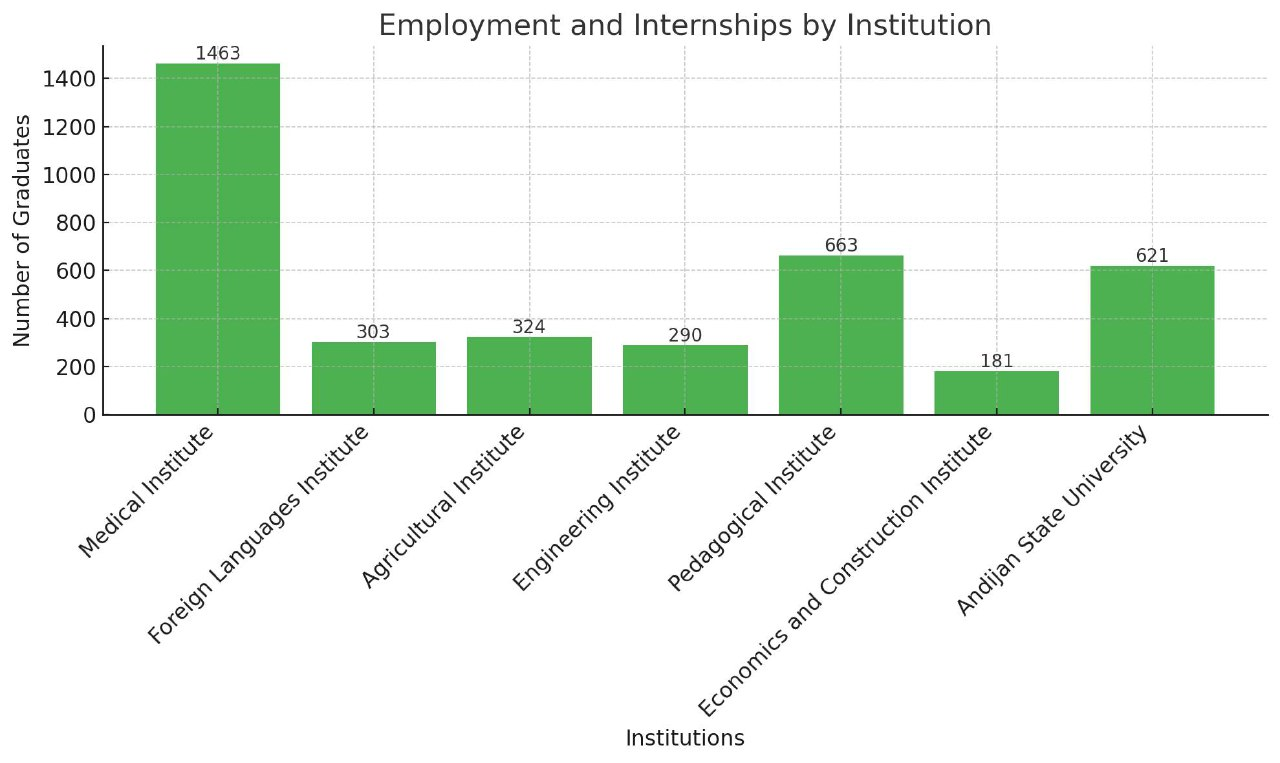 Employment and Internships by Institution
Number of Graduates
1400
1200
1000
800
600
400
200
0
1463
303
324
290
663
181
621
Medical Institute
Foreign Languages Institute
Agricultural Institute
Engineering Institute
Pedagogical Institute
Economics and Construction Institute
Andijan State University
Institutions